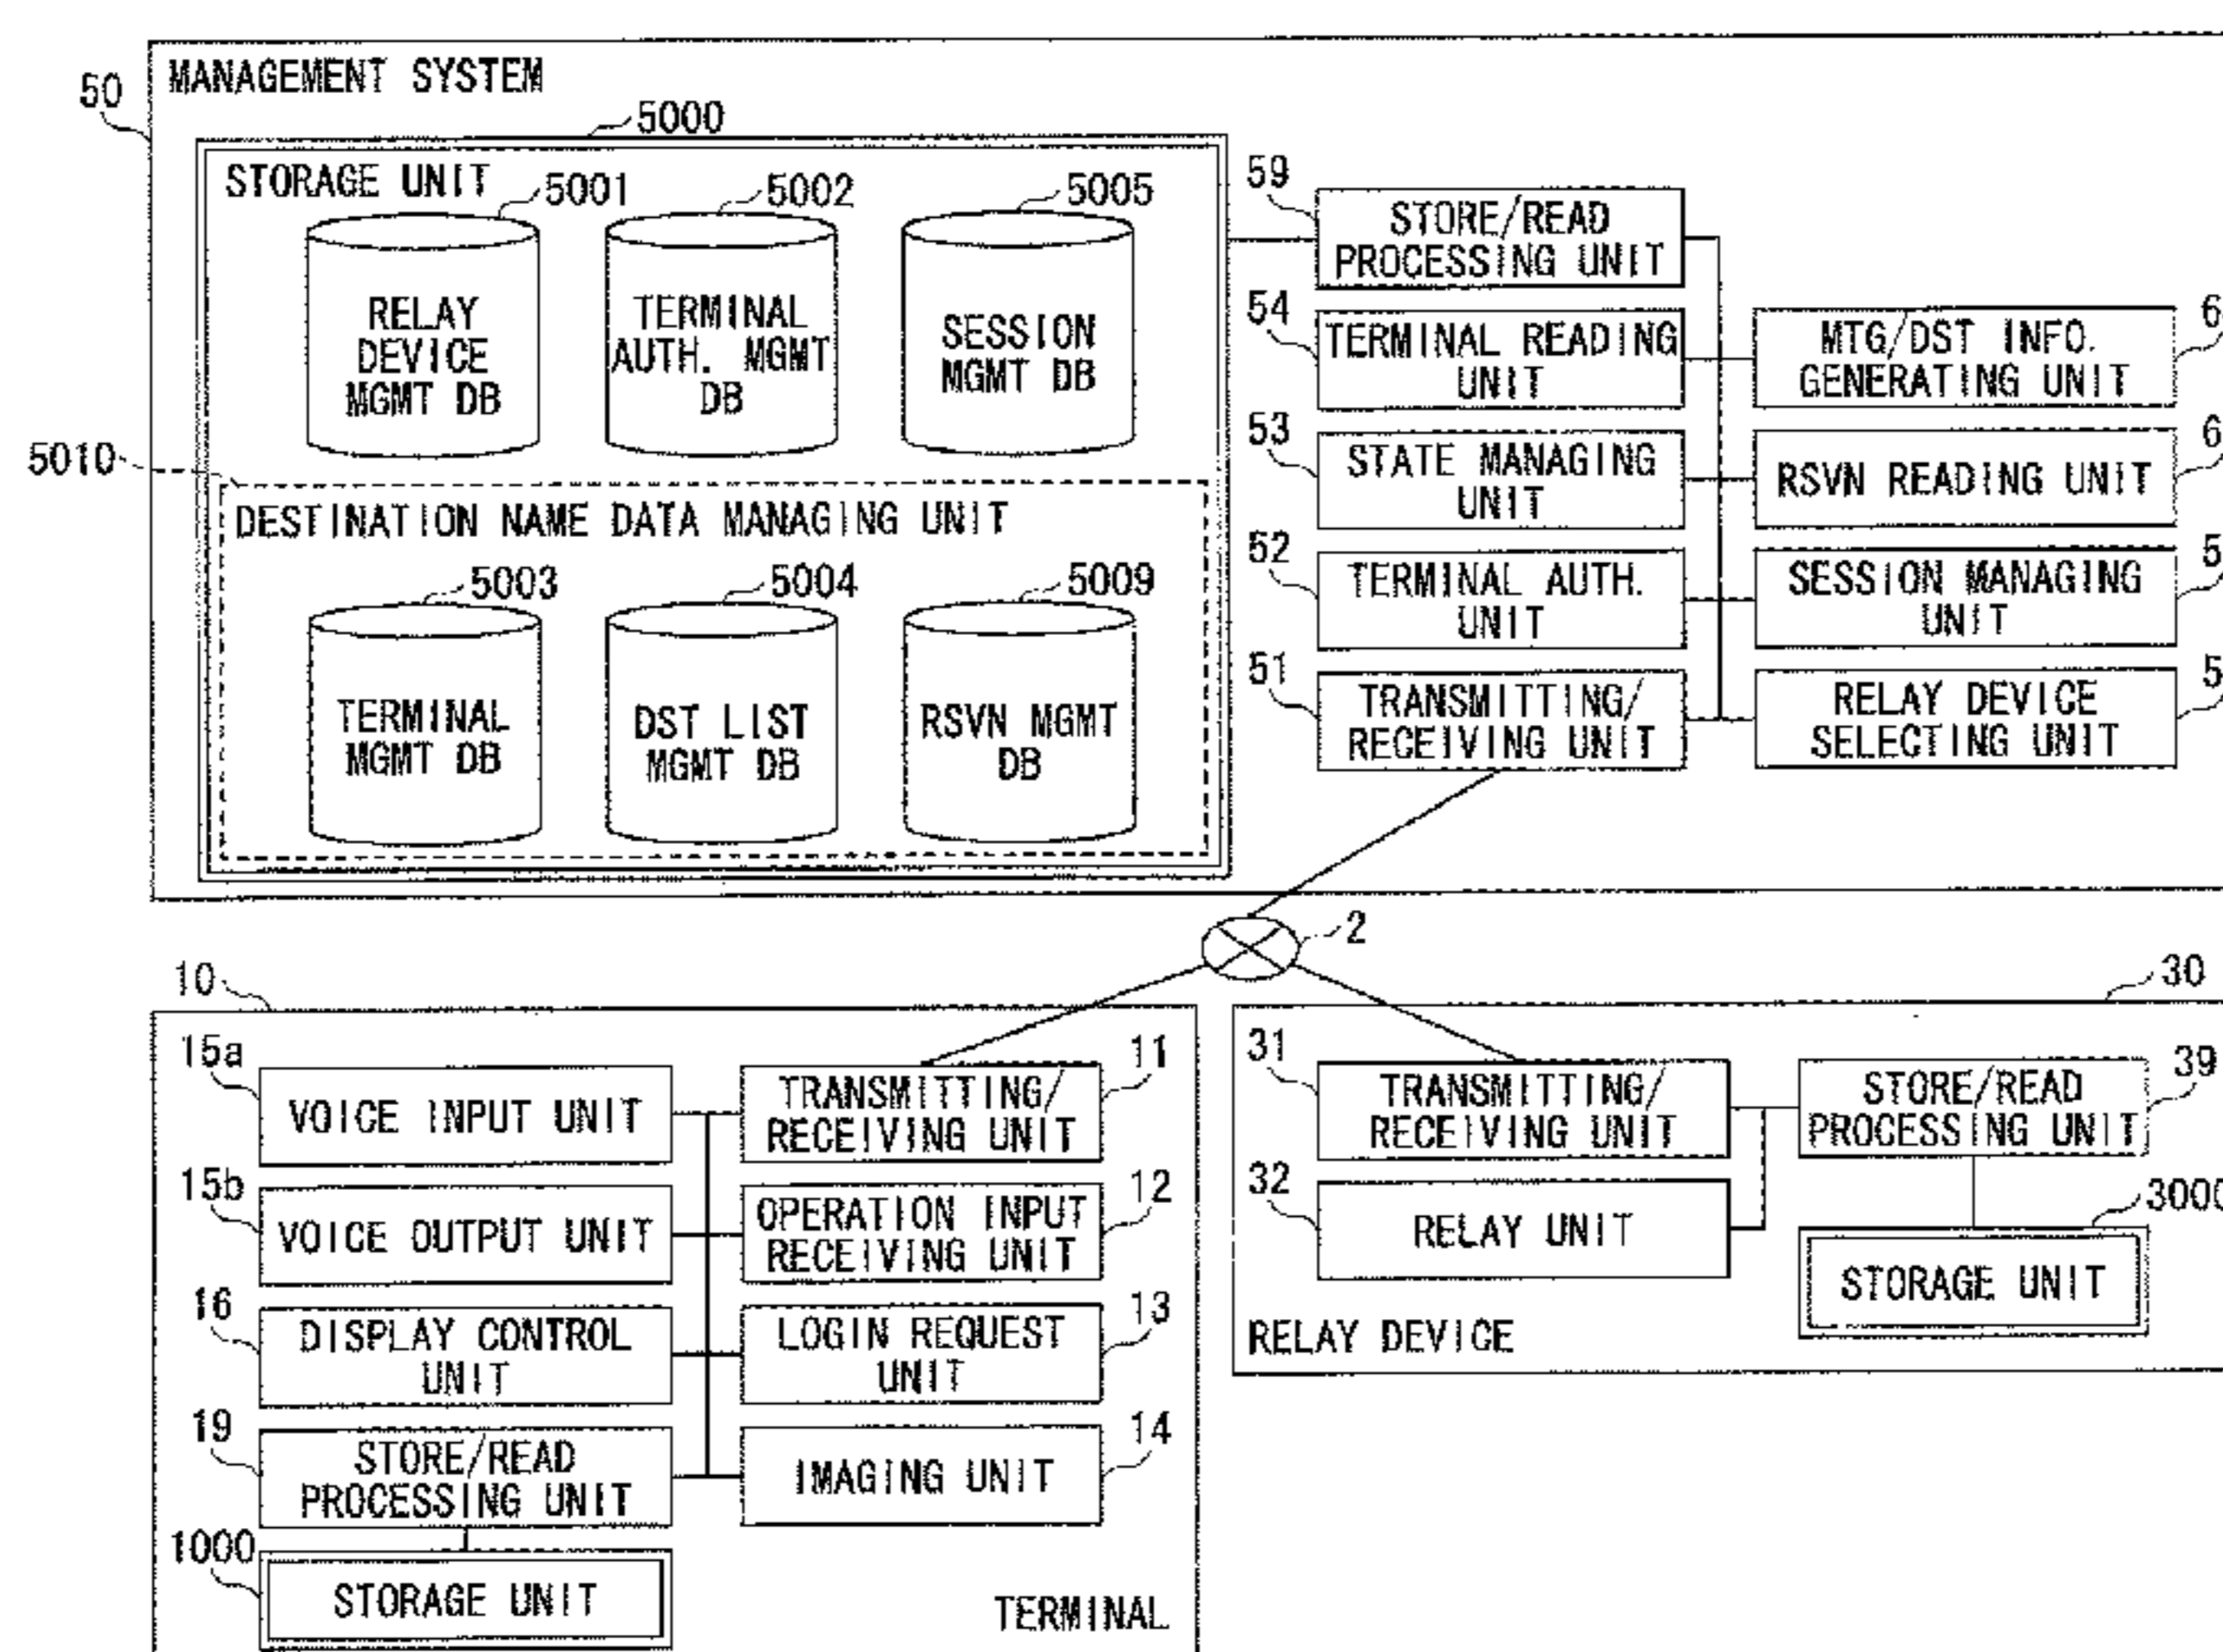 50
MANAGEMENT SYSTEM
5000
STORAGE UNIT
5001
5002
5005
RELAY
DEVICE
MGMT DB
TERMINAL
AUTH. MGMT
DB
SESSION
MGMT DB
5010
DESTINATION NAME DATA MANAGING UNIT
5003
5004
5009
TERMINAL
MGMT DB
DST LIST
MGMT DB
RSVN MGMT
DB
59
STORE/READ
PROCESSING UNIT
54
TERMINAL READING
UNIT
MTG/DST INFO.
GENERATING UNIT
53
STATE MANAGING
UNIT
RSVN READING UNIT
52
TERMINAL AUTH.
UNIT
SESSION MANAGING
UNIT
51
TRANSMITTING/
RECEIVING UNIT
RELAY DEVICE
SELECTING UNIT
2
10
15a
VOICE INPUT UNIT
11
TRANSMITTING/
RECEIVING UNIT
15b
VOICE OUTPUT UNIT
12
OPERATION INPUT
RECEIVING UNIT
16
DISPLAY CONTROL
UNIT
13
LOGIN REQUEST
UNIT
19
STORE/READ
PROCESSING UNIT
14
IMAGING UNIT
1000
STORAGE UNIT
TERMINAL
30
31
TRANSMITTING/
RECEIVING UNIT
39
STORE/READ
PROCESSING UNIT
32
RELAY UNIT
3000
STORAGE UNIT
RELAY DEVICE